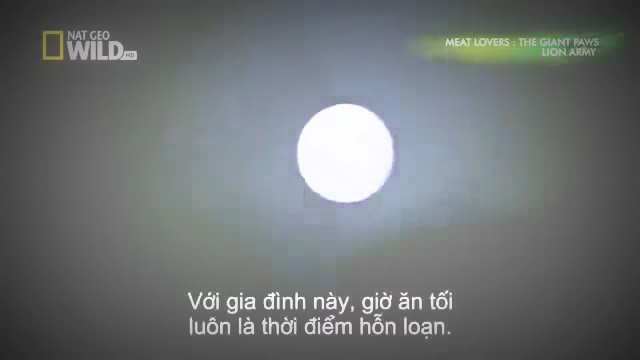 NAT GEO
WILD HD
MEAT LOVERS : THE GIANT PAWS
LION ARMY
Với gia đình này, giờ ăn tối
luôn là thời điểm hỗn loạn.